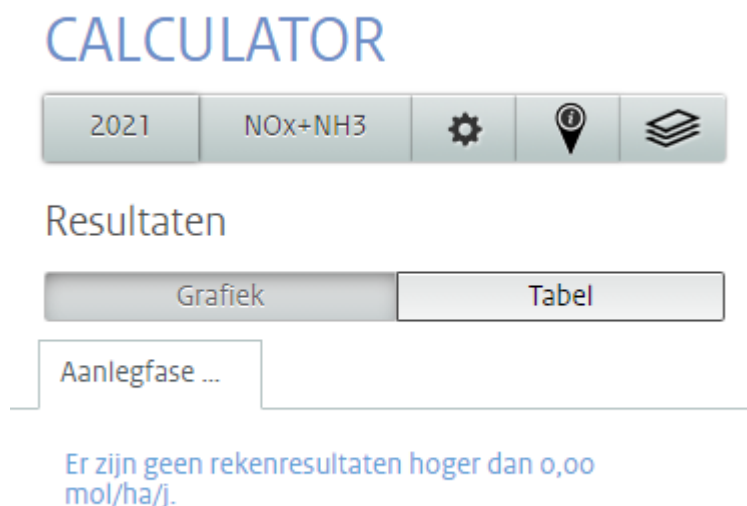 CALCULATOR
2021 NOx+NH3
Resultaten
Grafiek Tabel
Aanlegfase ...
Er zijn geen rekenresultaten hoger dan 0,00
mol/ha/j.